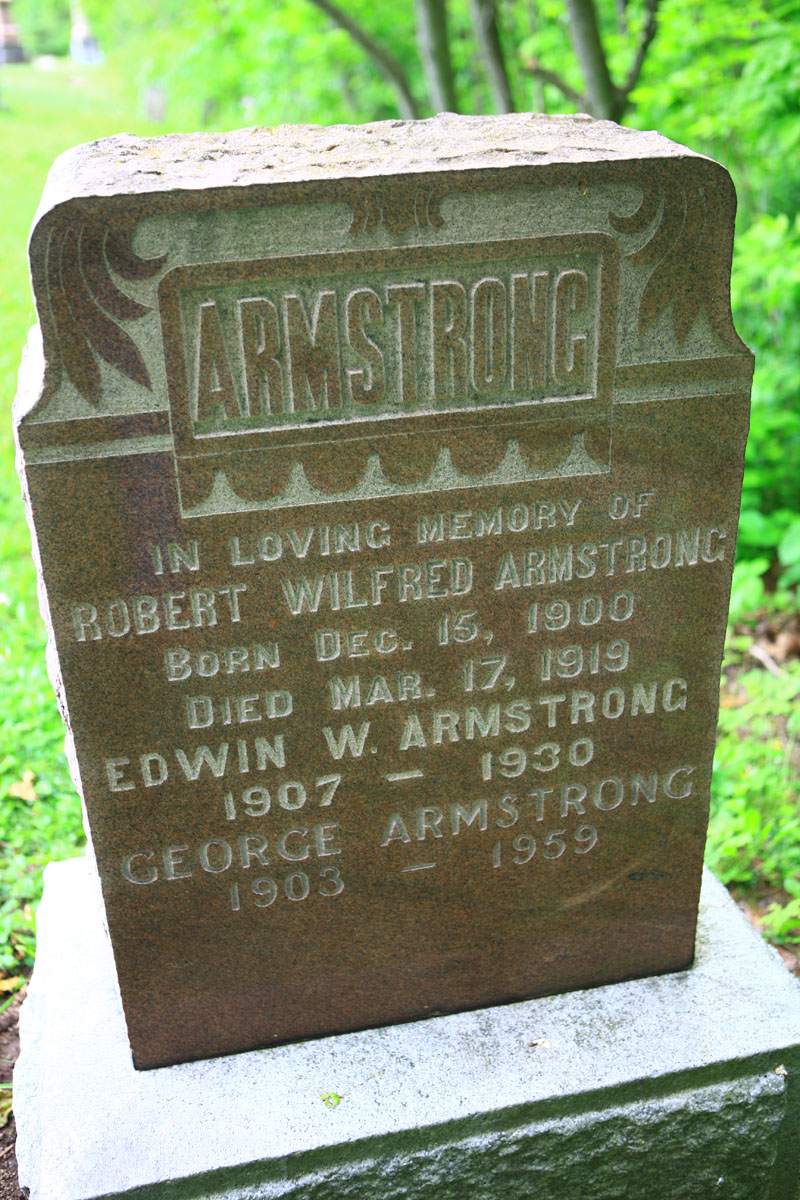 ARMSTRONG
IN LOVING MEMORY OF
ROBERT WILFRED ARMSTRONG
BORN DEC. 15, 1900
DIED MAR. 17, 1919
EDWIN W. ARMSTRONG
1907 — 1930
GEORGE ARMSTRONG
1903 — 1959